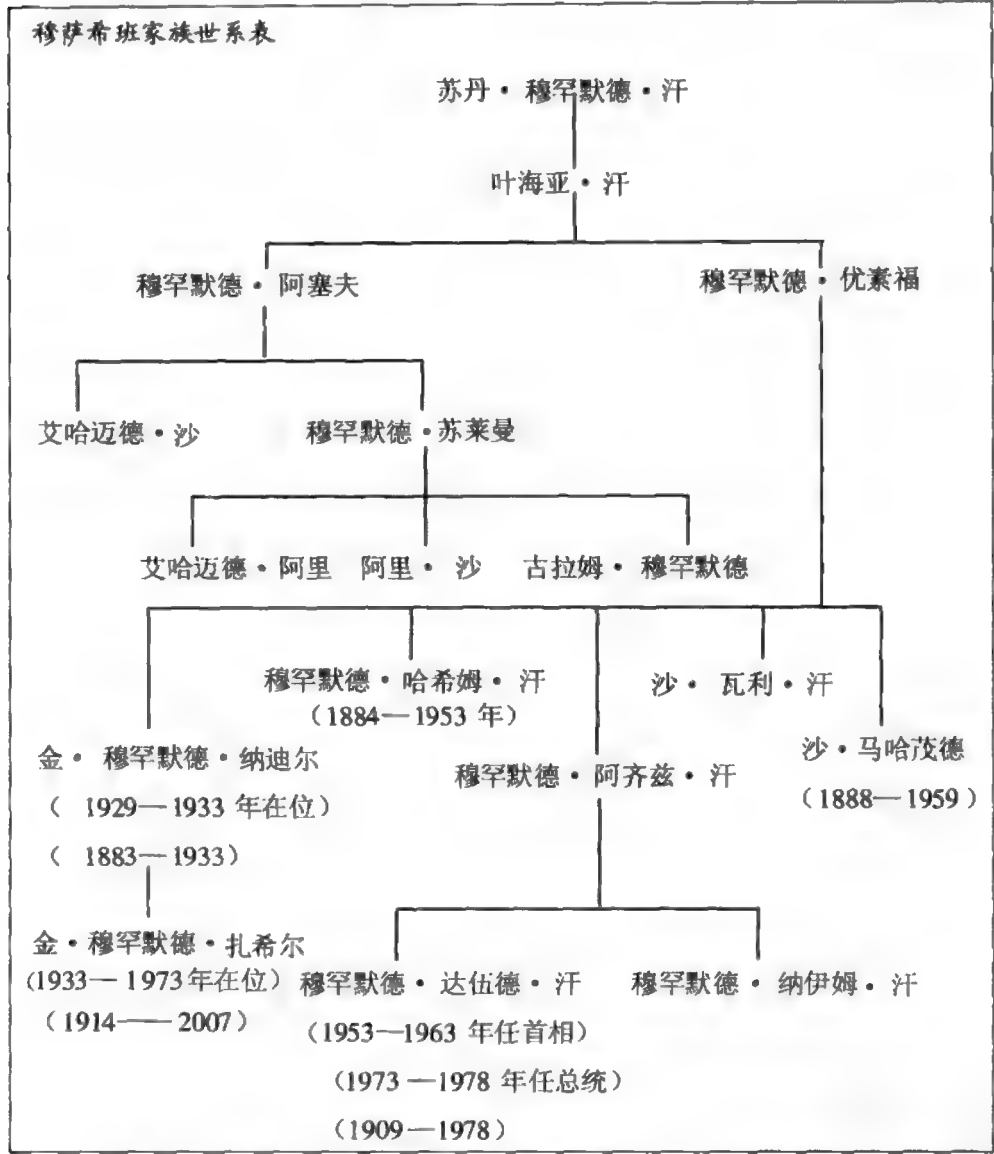 穆萨希班家族世系表
苏丹·穆罕默德·汗
叶海亚·汗
穆罕默德·阿塞夫 穆罕默德·优素福
艾哈迈德·沙 穆罕默德·苏莱曼
艾哈迈德·阿里 阿里·沙 古拉姆·穆罕默德
穆罕默德·哈希姆·汗 沙·瓦利·汗
（1884—1953 年）
金·穆罕默德·纳迪尔 穆罕默德·阿齐兹·汗 沙·马哈茂德
（ 1929—1933 年在位） （1888—1959 ）
（ 1883—1933）
金·穆罕默德·扎希尔
(1933— 1973年在位） 穆罕默德·达伍德·汗 穆罕默德·纳伊姆·汗
（1914——2007） （1953—1963 年任首相）
（1973 —1978 年任总统）
（1909—1978）